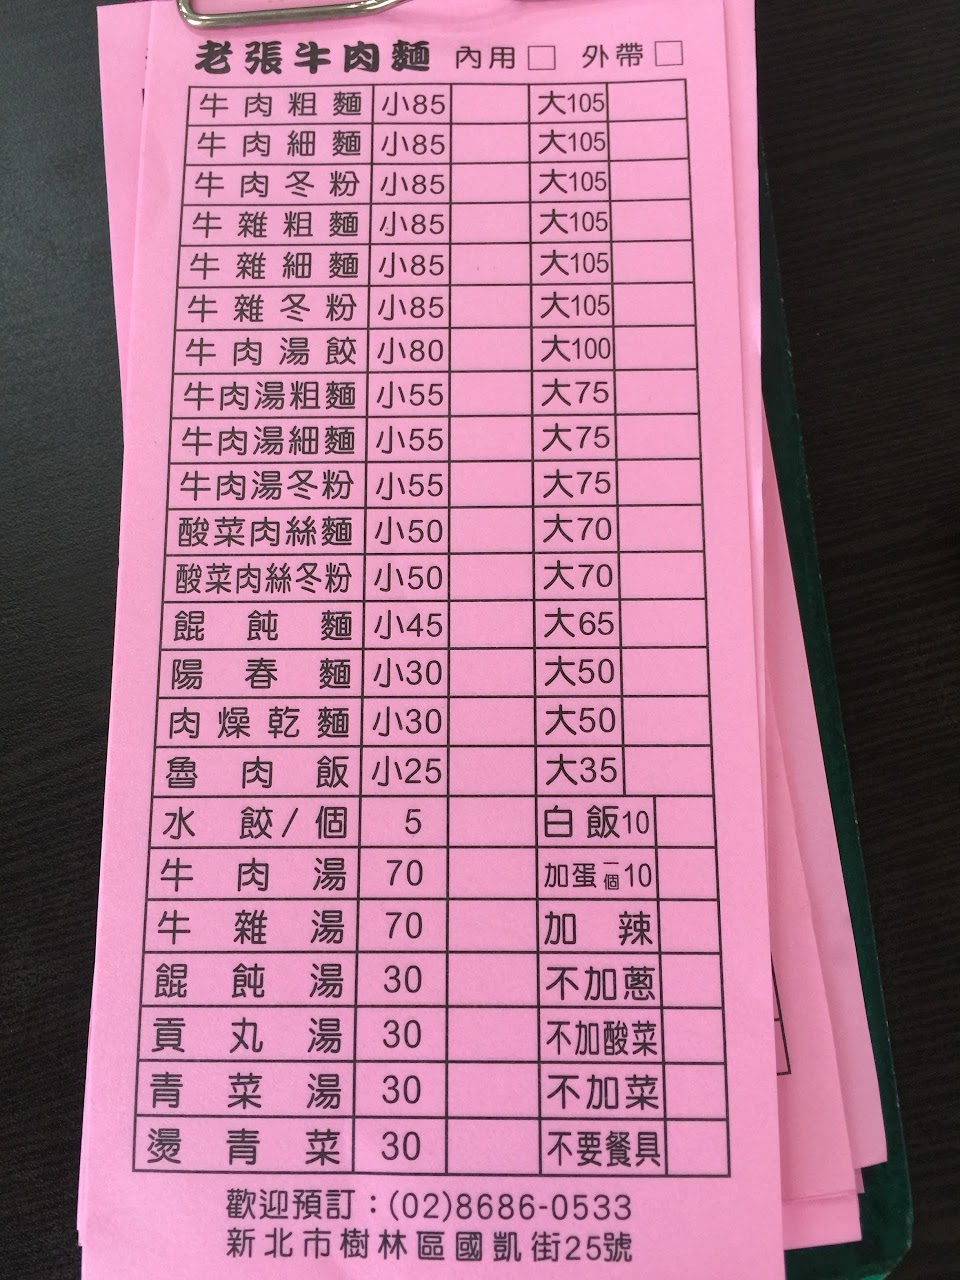 老張牛肉麵 內用□ 外帶□
牛肉粗麵 小85 大105
牛肉細麵 小85 大105
牛肉冬粉 小85 大105
牛雜粗麵 小85 大105
牛雜細麵 小85 大105
牛雜冬粉 小85 大105
牛肉湯餃 小80 大100
牛肉湯粗麵 小55 大75
牛肉湯細麵 小55 大75
牛肉湯冬粉 小55 大75
酸菜肉絲麵 小50 大70
酸菜肉絲冬粉 小50 大70
餛飩麵 小45 大65
陽春麵 小30 大50
肉燥乾麵 小30 大50
魯肉飯 小25 大35
水餃/個 5 白飯10
牛肉湯 70 加蛋一個10
牛雜湯 70 加辣
餛飩湯 30 不加蔥
貢丸湯 30 不加酸菜
青菜湯 30 不加菜
燙青菜 30 不要餐具
歡迎預訂：(02)8686-0533
新北市樹林區國凱街25號